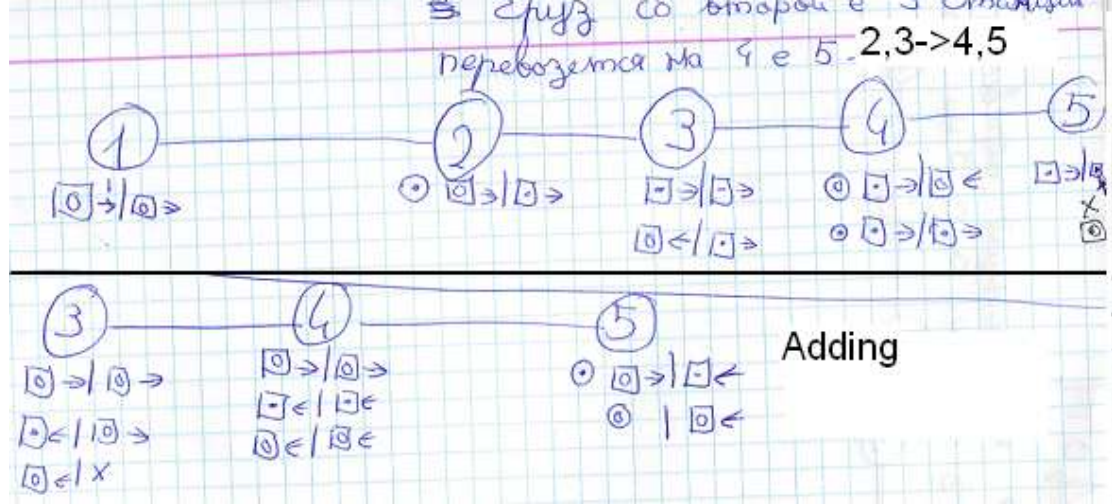 груз со второй е 3 станции
перевозется на 4 е 5. 2,3->4,5
1 2 3 4 5
3 4 5
Adding